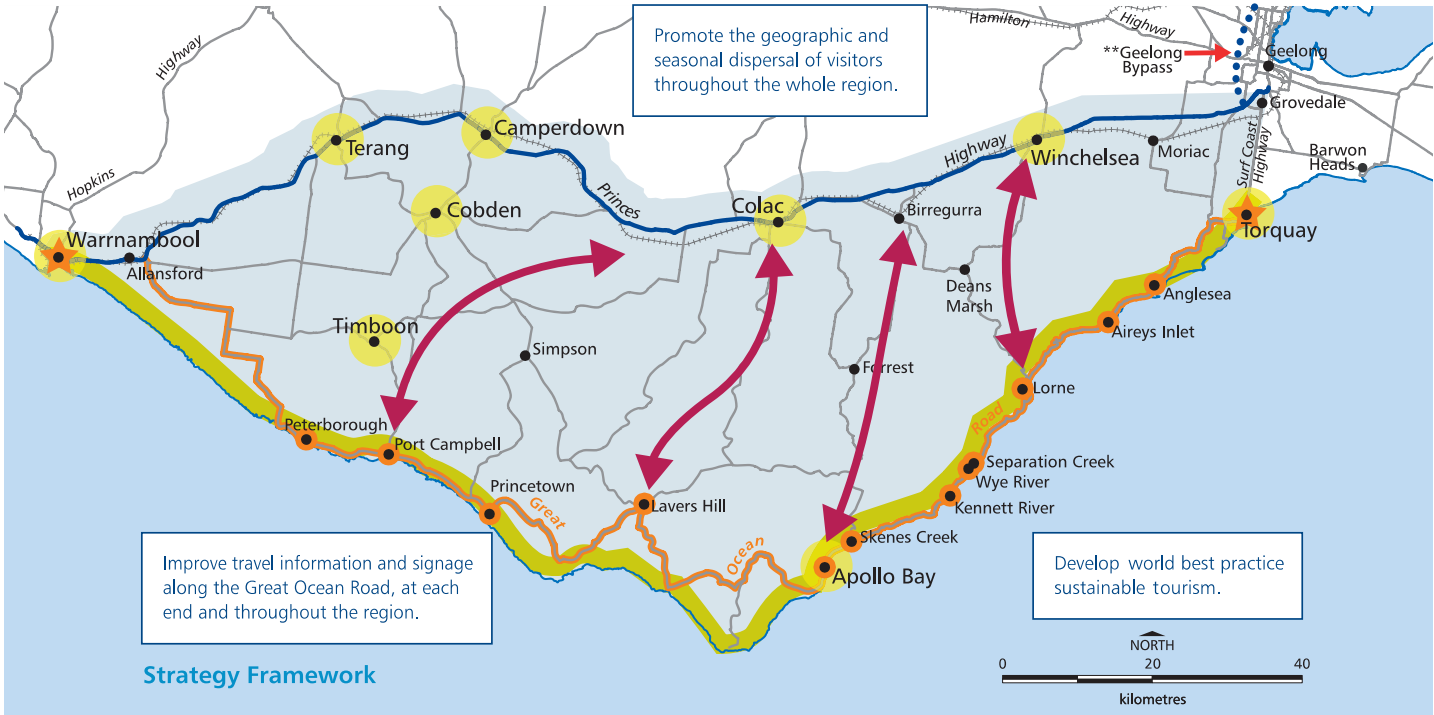 Promote the geographic and
seasonal dispersal of visitors
throughout the whole region.
Hamilton
Highway
Highway
**Geelong
Bypass
Geelong
Grovedale
Surf Coast
Highway
Barwon
Heads
Moriac
Torquay
Highway
Winchelsea
Camperdown
Terang
Hopkins
Cobden
Princes
Colac
Birregurra
Deans
Marsh
Warrnambool
Allansford
Anglesea
Aireys Inlet
Timboon
Simpson
Forrest
Lorne
Road
Peterborough
Port Campbell
Princetown
Great
Lavers Hill
Ocean
Separation Creek
Wye River
Kennett River
Skenes Creek
Apollo Bay
Improve travel information and signage
along the Great Ocean Road, at each
end and throughout the region.
Develop world best practice
sustainable tourism.
Strategy Framework
NORTH
0 20 40
kilometres